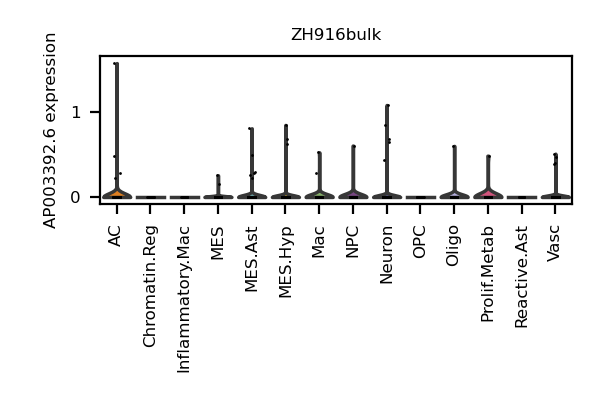 ZH916bulk
AP003392.6 expression
1
0
AC
Chromatin.Reg
Inflammatory.Mac
MES
MES.Ast
MES.Hyp
Mac
NPC
Neuron
OPC
Oligo
Prolif.Metab
Reactive.Ast
Vasc